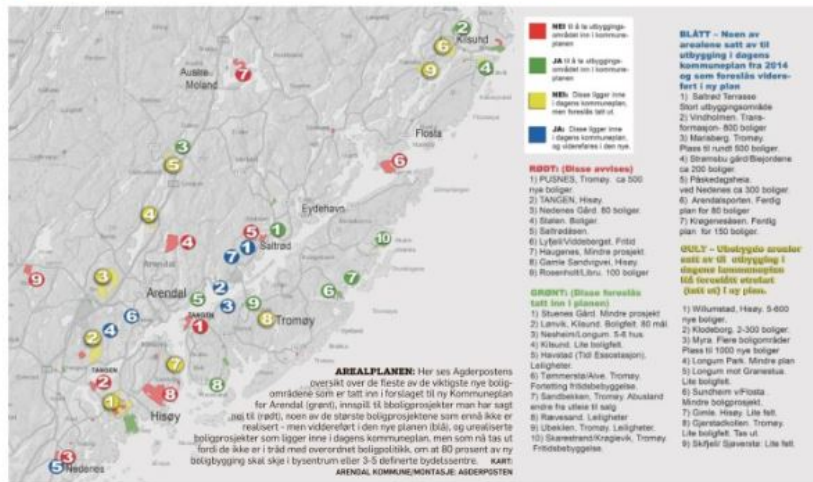 Kilsund
Austre
Moland
Flosta
Eydehavn
Saltrød
Arendal
Arendal
TANGEN
Tromøy
TANGEN
Hisøy
Nedenes
AREALPLANEN: Her ses Agderpostens
oversikt over de fleste av de viktigste nye bolig-
områdene som er tatt inn i forslaget til ny Kommuneplan
for Arendal (grønt), innspill til boligprosjekter man har sagt
nei til (rødt), noen av de største boligprosjektene som ennå ikke er
realisert - men viddereført i den nye planen (blå), og urealiserte
boligprosjekter som ligger inne i dagens kommuneplan, men som nå tas ut
fordi de ikke er i tråd med overordnet boligpolitikk, om at 80 prosent av ny
boligbygging skal skje i bysentrum eller 3-5 definerte bydelssentre. KART:
ARENDAL KOMMUNE/MONTASJE: AGDERPOSTEN
NEI til å ta utbyggings-
området inn i kommune-
planen
JA til å ta utbyggings-
området inn i kommune-
planen
NEI: Disse ligger inne
i dagens kommuneplan,
men foreslås tatt ut.
JA: Disse ligger inne
i dagens kommuneplan,
og videreføres i den nye.
RØDT: (Disse avvises)
1) PUSNES, Tromøy. ca 500
nye boliger.
2) TANGEN, Hisøy.
3) Nedenes Gård. 80 boliger.
4) Stølen. Boliger.
5) Saltrødåsen.
6) Lyfjell/Viddeberget. Fritid
7) Haugenes, Mindre prosjekt
8) Gamle Sandvigvei, Hisøy.
9) Rosenholt/Libru. 100 boliger
GRØNT: (Disse foreslås
tatt inn i planen)
1) Stuenes Gård. Mindre prosjekt
2) Lønvik, Kilsund. Boligfelt. 80 mål.
3) Nesheim/Longum. 5-6 hus.
4) Kilsund. Lite boligfelt.
5) Havstad (Tidl Essostasjon).
Leiligheter.
6) Tømmerstø/Alve. Tromøy.
Fortetting fritidsbebyggelse.
7) Sandbekken, Tromøy. Abusland
endre fra utleie til salg
8) Rævesand. Leiligheter
9) Ubekilen, Tromøy. Leiligheter.
10) Skarestrand/Krøgevik, Tromøy
Fritidsbebyggelse.
BLÅTT - Noen av
arealene satt av til
utbygging i dagens
kommuneplan fra 2014
og som foreslås videre-
ført i ny plan
1) Saltrød Terrasse
Stort utbyggingsområde
2) Vindholmen. Trans-
formasjon- 800 boliger
3) Marisberg. Tromøy.
Plass til rundt 500 boliger.
4) Strømsbu gård/Biejordene
ca 200 boliger.
5) Påskedagsheia.
ved Nedenes ca 300 boliger.
6) Arendalsporten. Ferdig
plan for 80 boliger
7) Krøgenesåsen. Ferdig
plan for 150 boliger.
GULT - Ubebygde arealer
satt av til utbygging i
dagens kommuneplan
Nå foreslått strøket
(tatt ut) i ny plan.
1) Willumstad, Hisøy. 5-600
nye boliger.
2) Klodeborg. 2-300 boliger.
3) Myra. Flere boligområder
Plass til 1000 nye boliger
4) Longum Park. Mindre plan
5) Longum mot Granestua.
Lite boligfelt.
6) Sundheim v/Flosta.
Mindre boligprosjekt.
7) Gimle. Hisøy. Lite felt.
8) Gjerstadkollen. Tromøy.
Lite boligfelt. Tas ut.
9) Skifjell/ Sjøverstø: Lite felt.